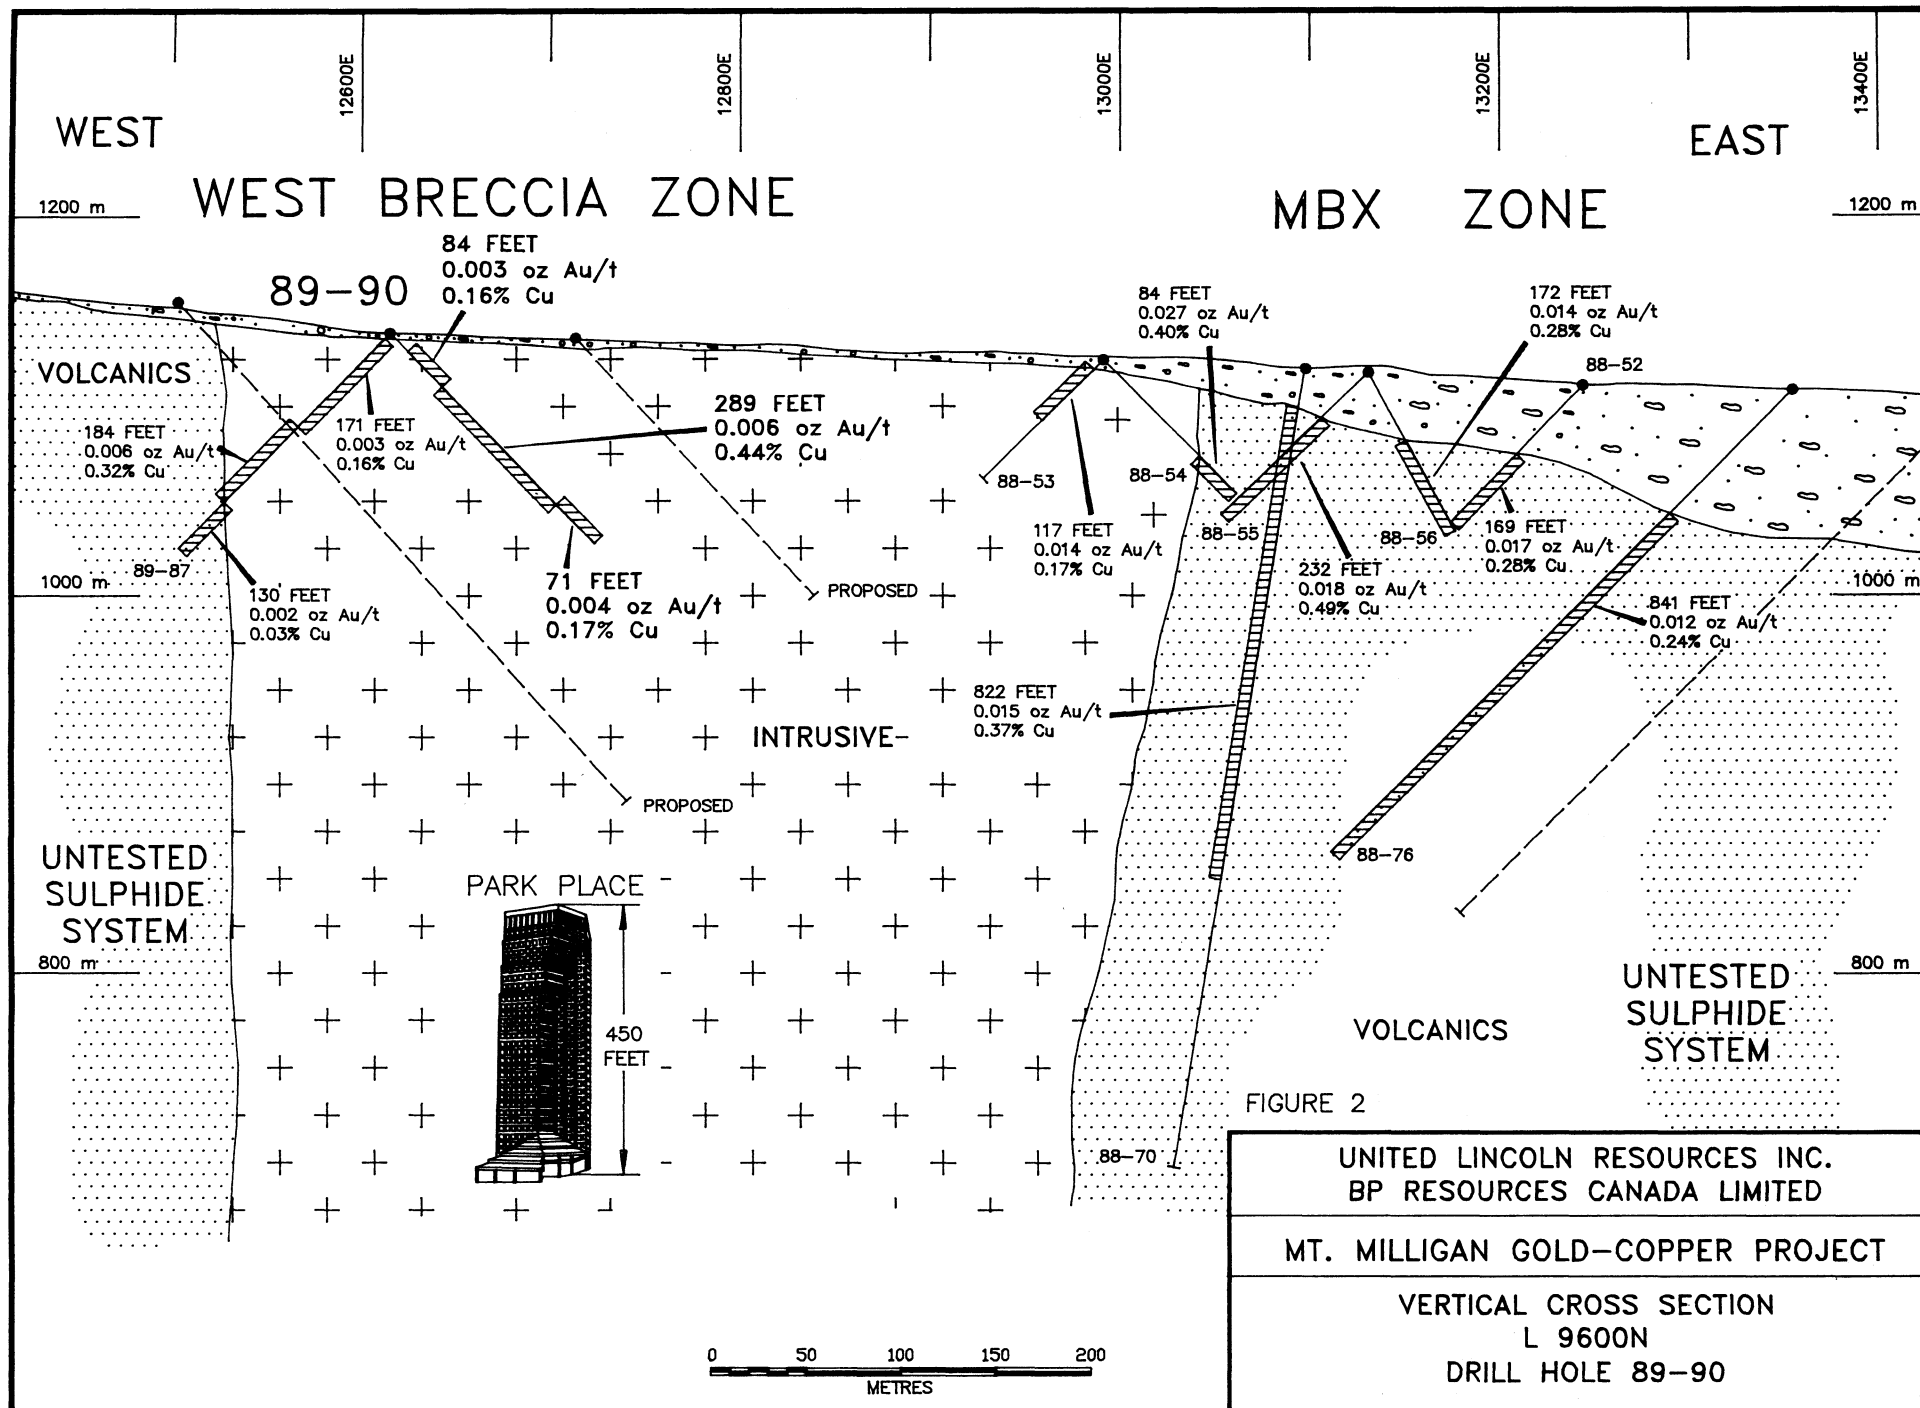 12600E
12800E
13000E
13200E
13400E
WEST
EAST
WEST BRECCIA ZONE
MBX ZONE
1200 m
1200 m
84 FEET
0.003 oz Au/t
0.16% Cu
89-90
84 FEET
0.027 oz Au/t
0.40% Cu
172 FEET
0.014 oz Au/t
0.28% Cu
88-52
VOLCANICS
184 FEET
0.006 oz Au/t
0.32% Cu
171 FEET
0.003 oz Au/t
0.16% Cu
289 FEET
0.006 oz Au/t
0.44% Cu
88-53
88-54
117 FEET
0.014 oz Au/t
0.17% Cu
88-55
88-56
169 FEET
0.017 oz Au/t
0.28% Cu
89-87
1000 m
130 FEET
0.002 oz Au/t
0.03% Cu
71 FEET
0.004 oz Au/t
0.17% Cu
PROPOSED
232 FEET
0.018 oz Au/t
0.49% Cu
1000 m
841 FEET
0.012 oz Au/t
0.24% Cu
822 FEET
0.015 oz Au/t
0.37% Cu
INTRUSIVE
PROPOSED
88-76
UNTESTED
SULPHIDE
SYSTEM
PARK PLACE
800 m
800 m
450
FEET
UNTESTED
SULPHIDE
SYSTEM
VOLCANICS
88-70
FIGURE 2
UNITED LINCOLN RESOURCES INC.
BP RESOURCES CANADA LIMITED
MT. MILLIGAN GOLD-COPPER PROJECT
VERTICAL CROSS SECTION
L 9600N
DRILL HOLE 89-90
0 50 100 150 200
METRES